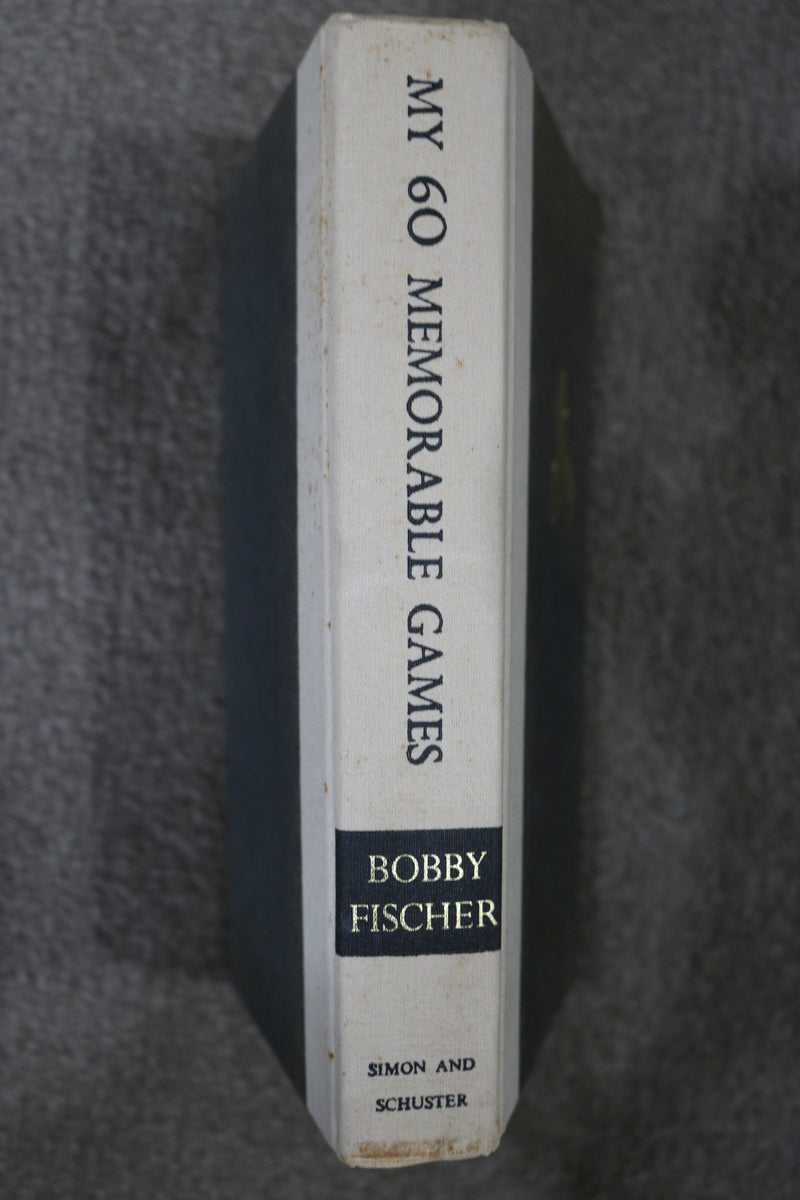 MY 60 MEMORABLE GAMES
BOBBY
FISCHER
SIMON AND
SCHUSTER